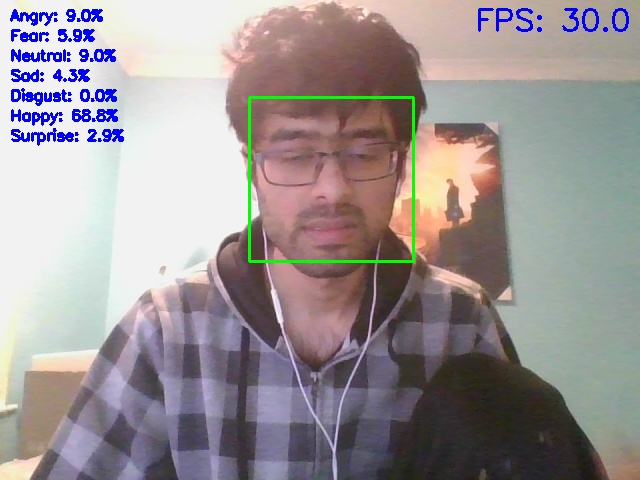 Angry: 9.0%
Fear: 5.9%
Neutral: 9.0%
Sad: 4.3%
Disgust: 0.0%
Happy: 68.8%
Surprise: 2.9%
FPS: 30.0